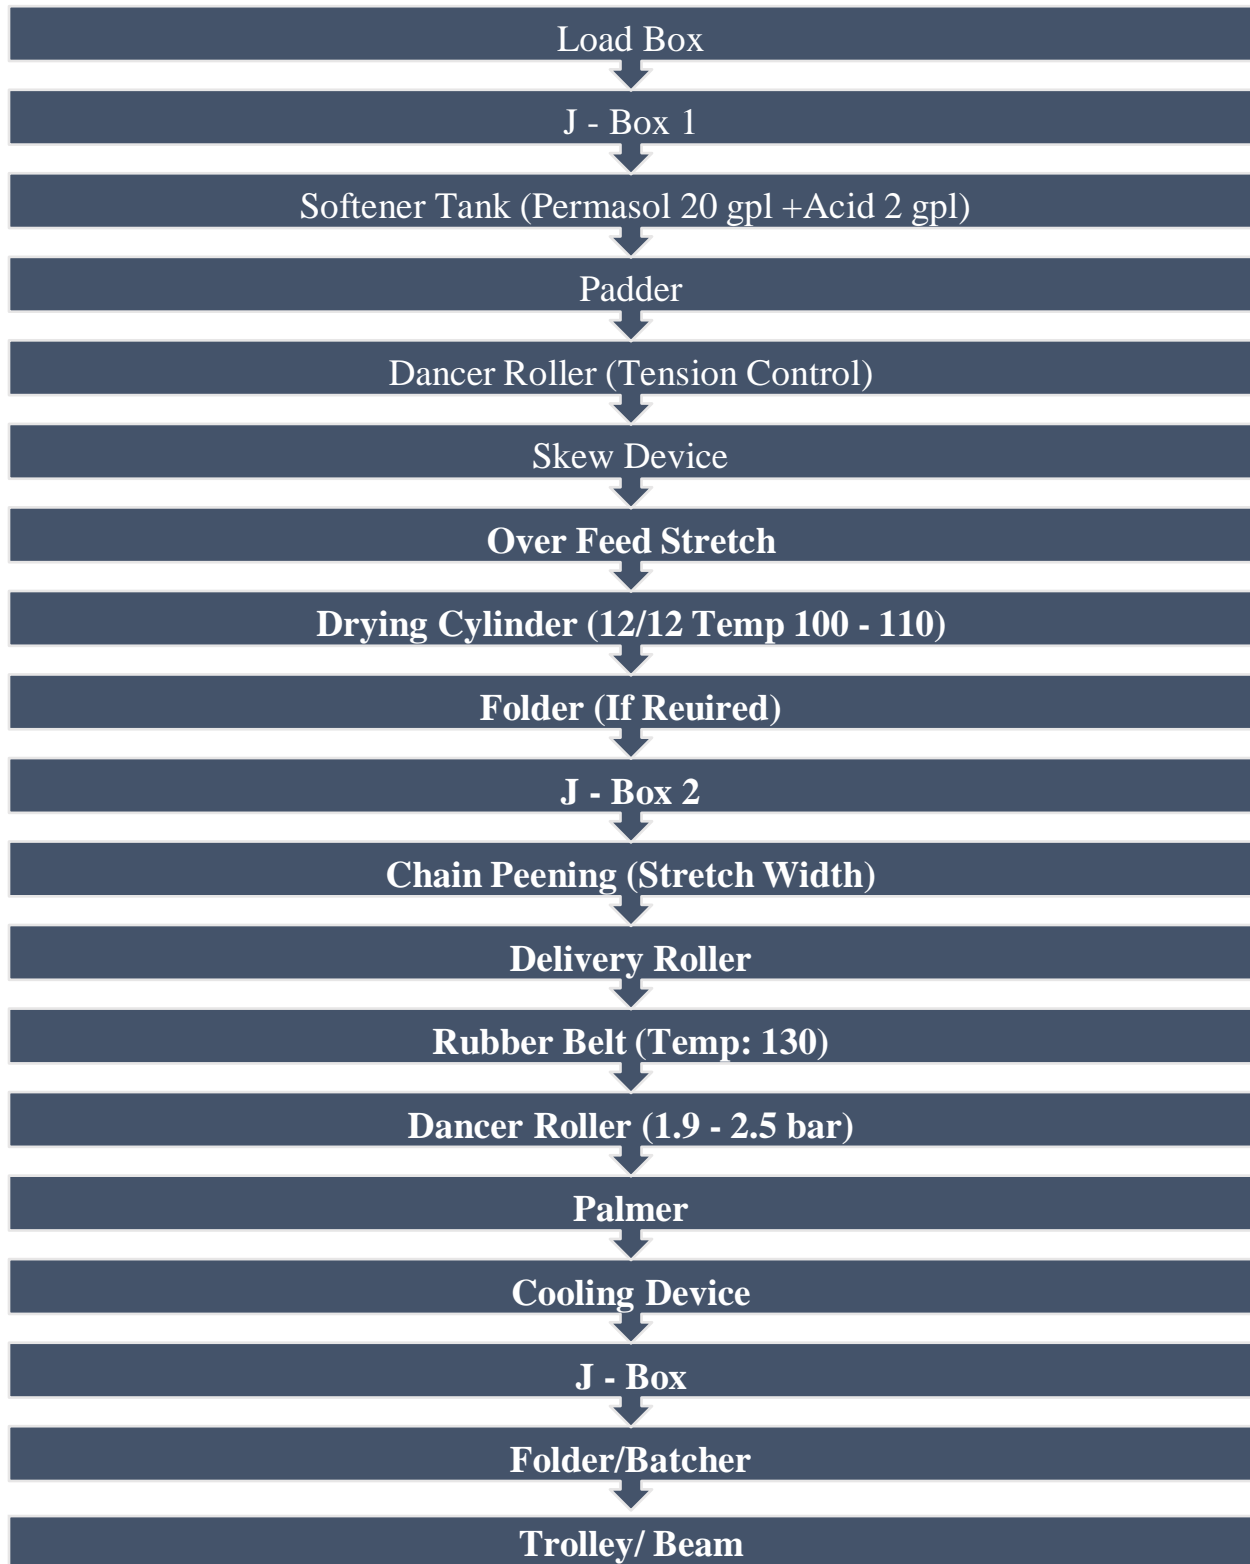 Load Box
J - Box 1
Softener Tank (Permasol 20 gpl +Acid 2 gpl)
Padder
Dancer Roller (Tension Control)
Skew Device
Over Feed Stretch
Drying Cylinder (12/12 Temp 100 - 110)
Folder (If Reuired)
J - Box 2
Chain Peening (Stretch Width)
Delivery Roller
Rubber Belt (Temp: 130)
Dancer Roller (1.9 - 2.5 bar)
Palmer
Cooling Device
J - Box
Folder/Batcher
Trolley/ Beam